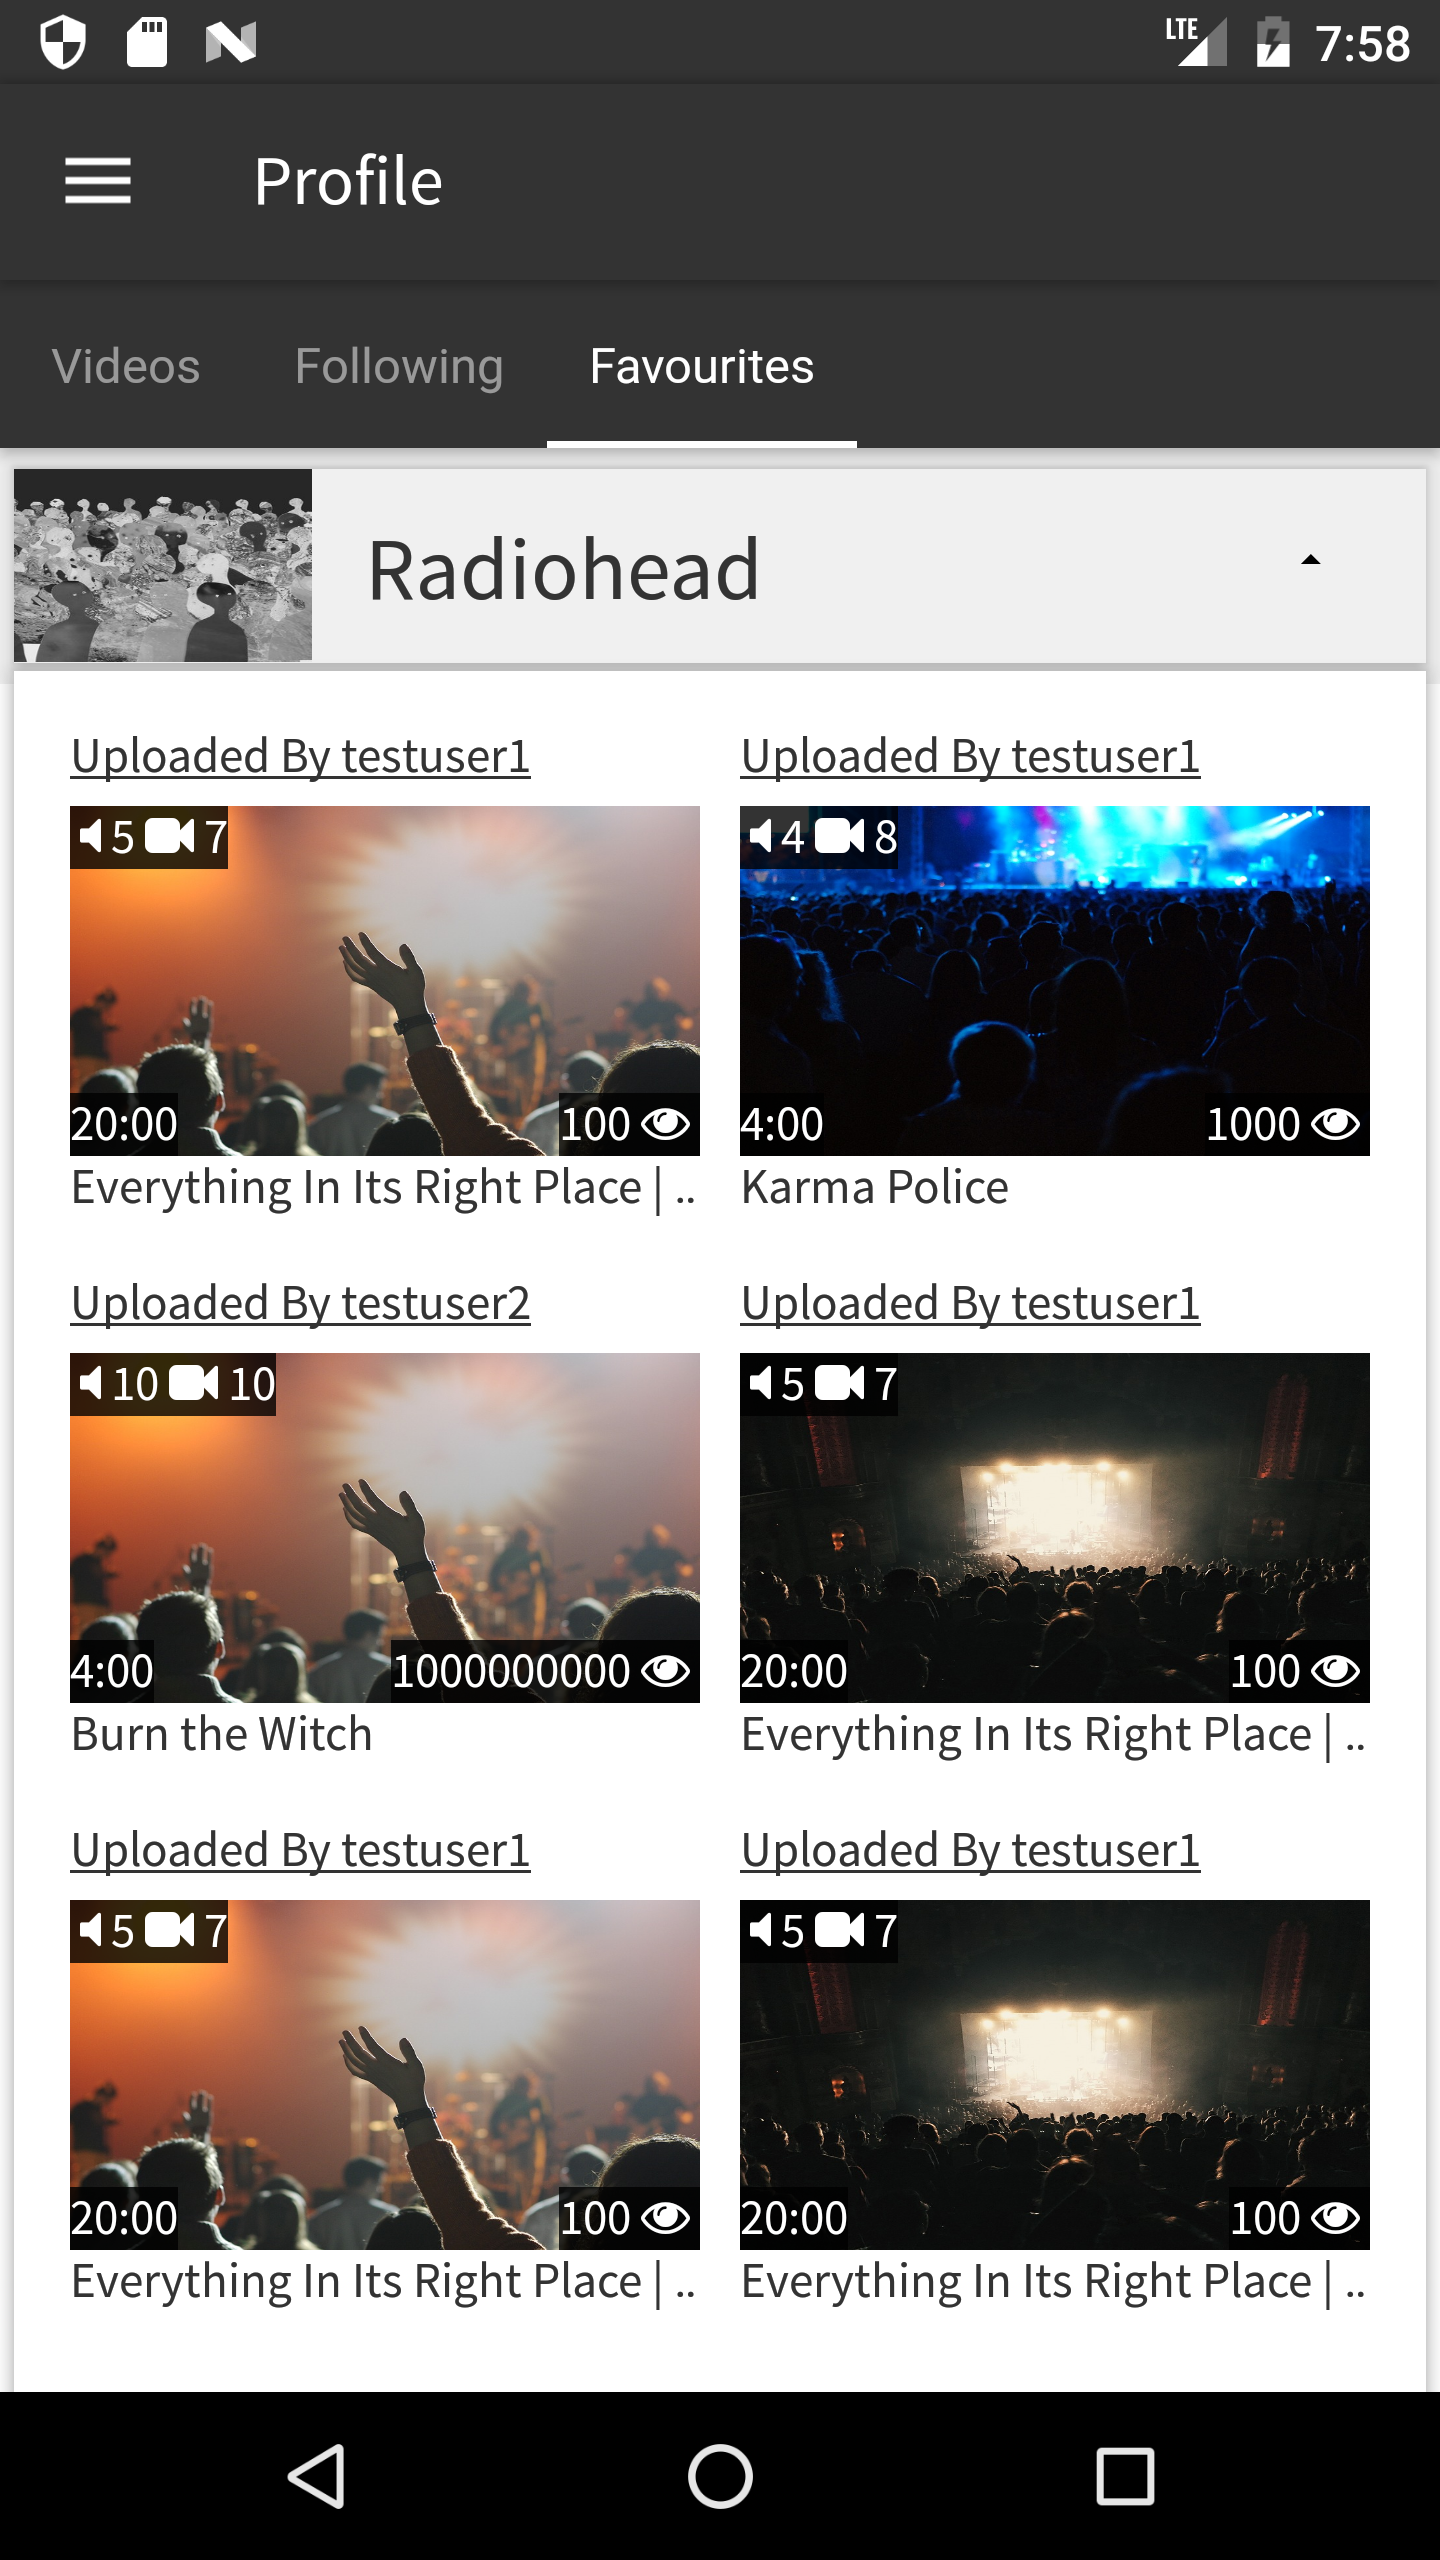 LTE 7:58
Profile
Videos Following Favourites
Radiohead
Uploaded By testuser1 Uploaded By testuser1
5 7 4 8
20:00 100 4:00 1000
Everything In Its Right Place | .. Karma Police
Uploaded By testuser2 Uploaded By testuser1
10 10 5 7
4:00 1000000000 20:00 100
Burn the Witch Everything In Its Right Place | ..
Uploaded By testuser1 Uploaded By testuser1
5 7 5 7
20:00 100 20:00 100
Everything In Its Right Place | .. Everything In Its Right Place | ..